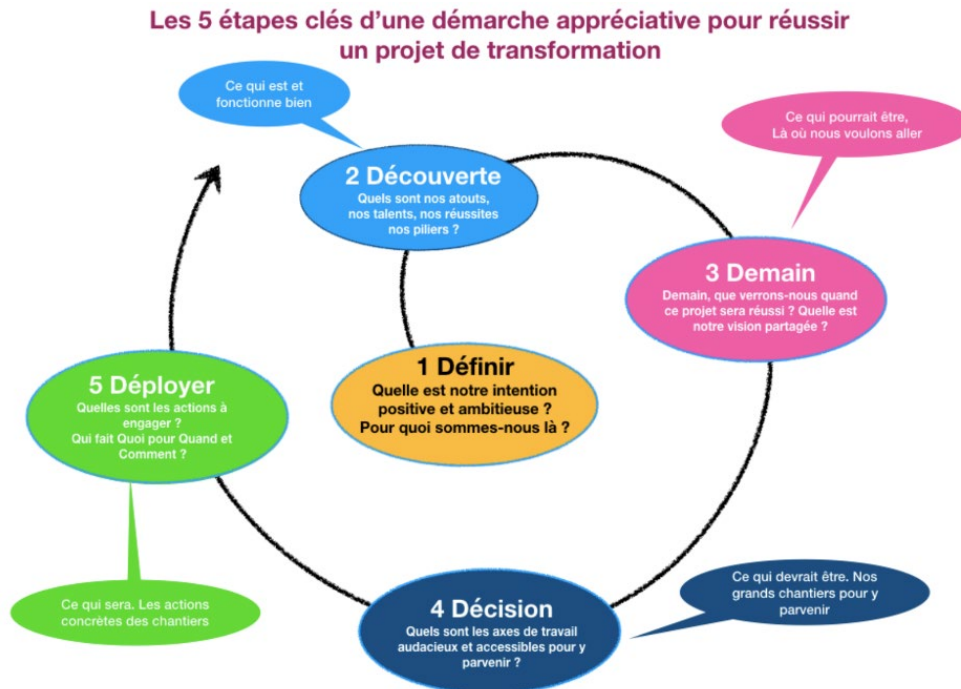 Les 5 étapes clés d'une démarche appréciative pour réussir
un projet de transformation
Ce qui est et
fonctionne bien
2 Découverte
Quels sont nos atouts,
nos talents, nos réussites
nos piliers ?
Ce qui pourrait être,
Là où nous voulons aller
3 Demain
Demain, que verrons-nous quand
ce projet sera réussi ? Quelle est
notre vision partagée ?
1 Définir
Quelle est notre intention
positive et ambitieuse ?
Pour quoi sommes-nous là ?
5 Déployer
Quelles sont les actions à
engager ?
Qui fait Quoi pour Quand et
Comment ?
Ce qui sera. Les actions
concrètes des chantiers
4 Décision
Quels sont les axes de travail
audacieux et accessibles pour y
parvenir ?
Ce qui devrait être. Nos
grands chantiers pour y
parvenir